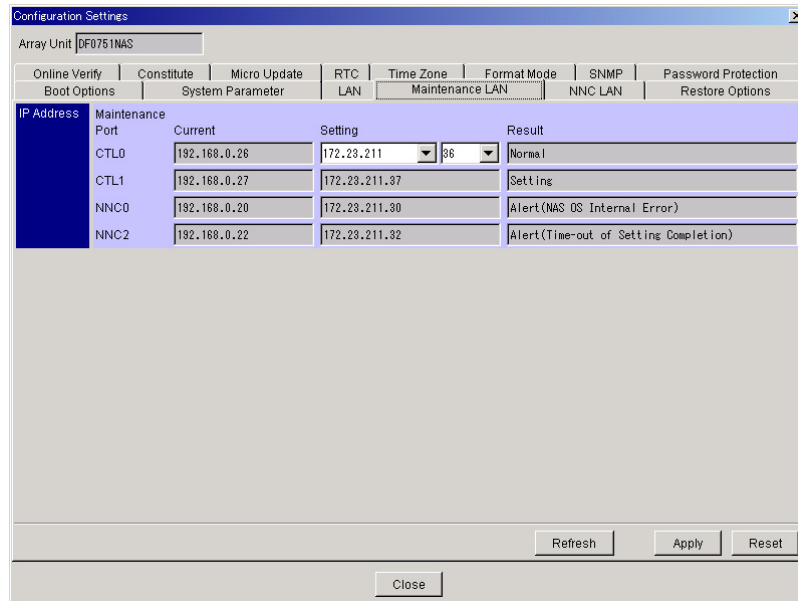 Configuration Settings
Array Unit DF0751NAS
Online Verify Constitute Micro Update RTC Time Zone Format Mode SNMP Password Protection
Boot Options System Parameter LAN Maintenance LAN NNC LAN Restore Options
IP Address Maintenance
Port Current Setting Result
CTL0 192.168.0.26 172.23.211 36 Normal
CTL1 192.168.0.27 172.23.211.37 Setting
NNC0 192.168.0.20 172.23.211.30 Alert(NAS OS Internal Error)
NNC2 192.168.0.22 172.23.211.32 Alert(Time-out of Setting Completion)
Refresh Apply Reset
Close